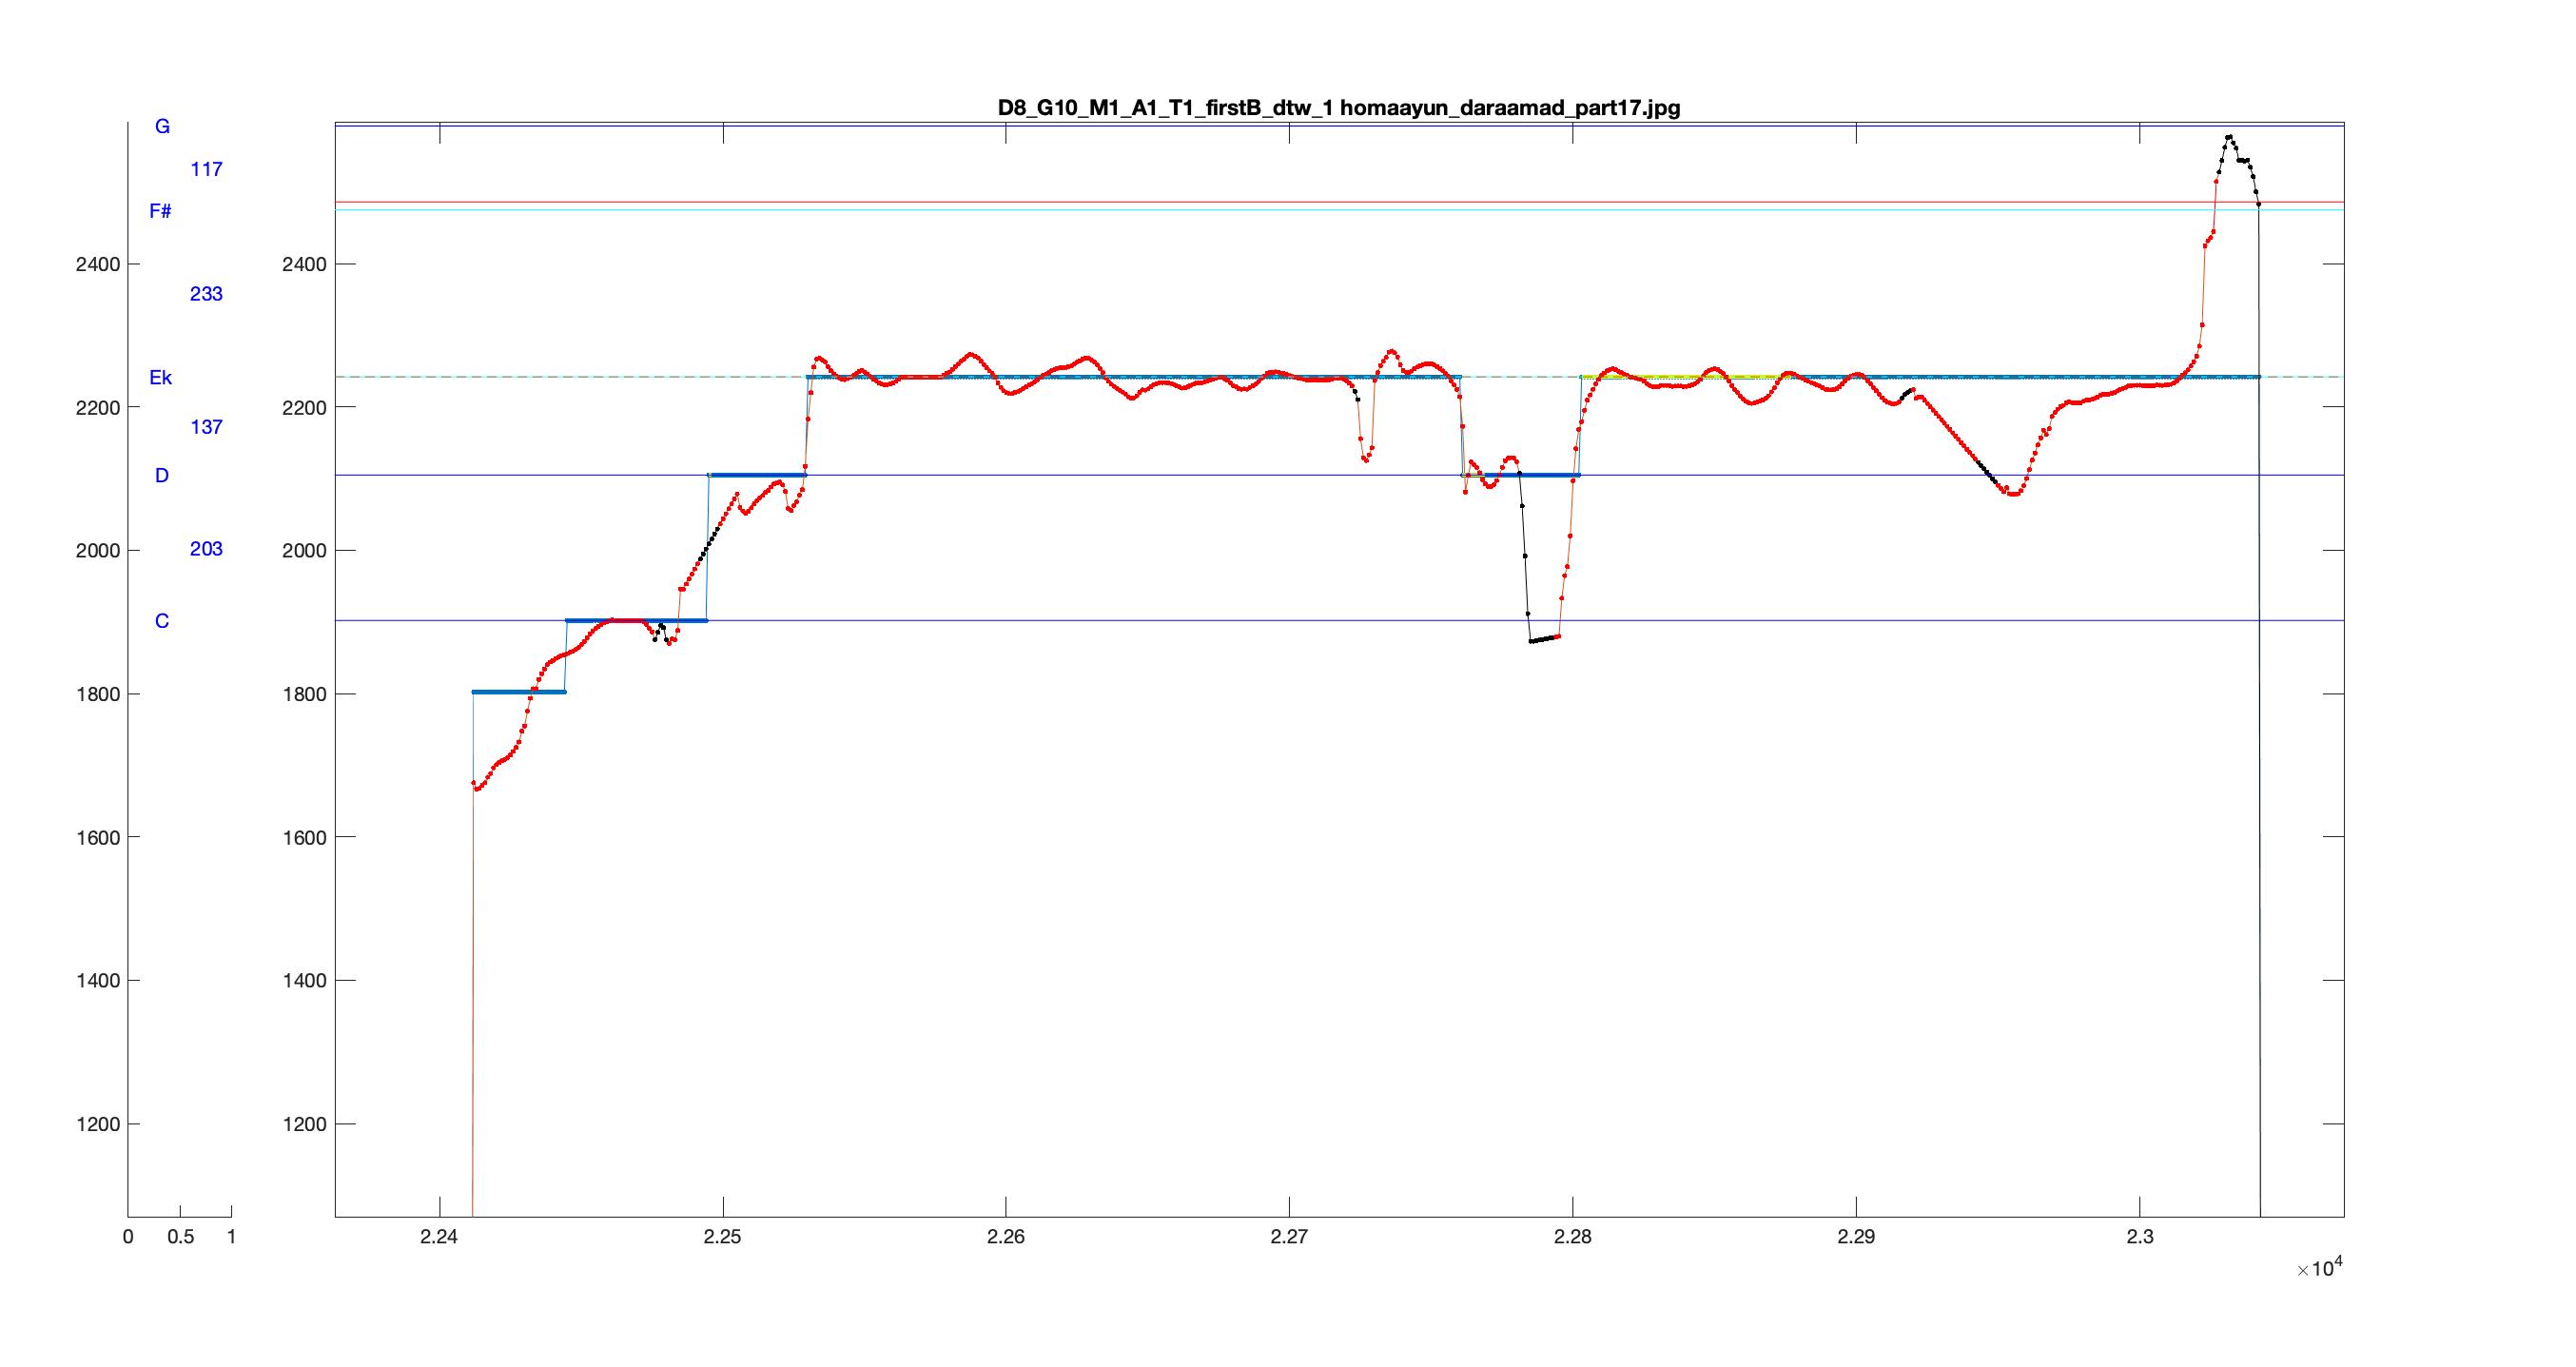 D8_G10_M1_A1_T1_firstB_dtw_1 homaayun_daraamad_part17.jpg
G
117
F#
2400 2400
233
Ek
2200 2200
137
D
2000 2000
203
C
1800 1800
1600 1600
1400 1400
1200 1200
0 0.5 1 2.24 2.25 2.26 2.27 2.28 2.29 2.3
×10⁴